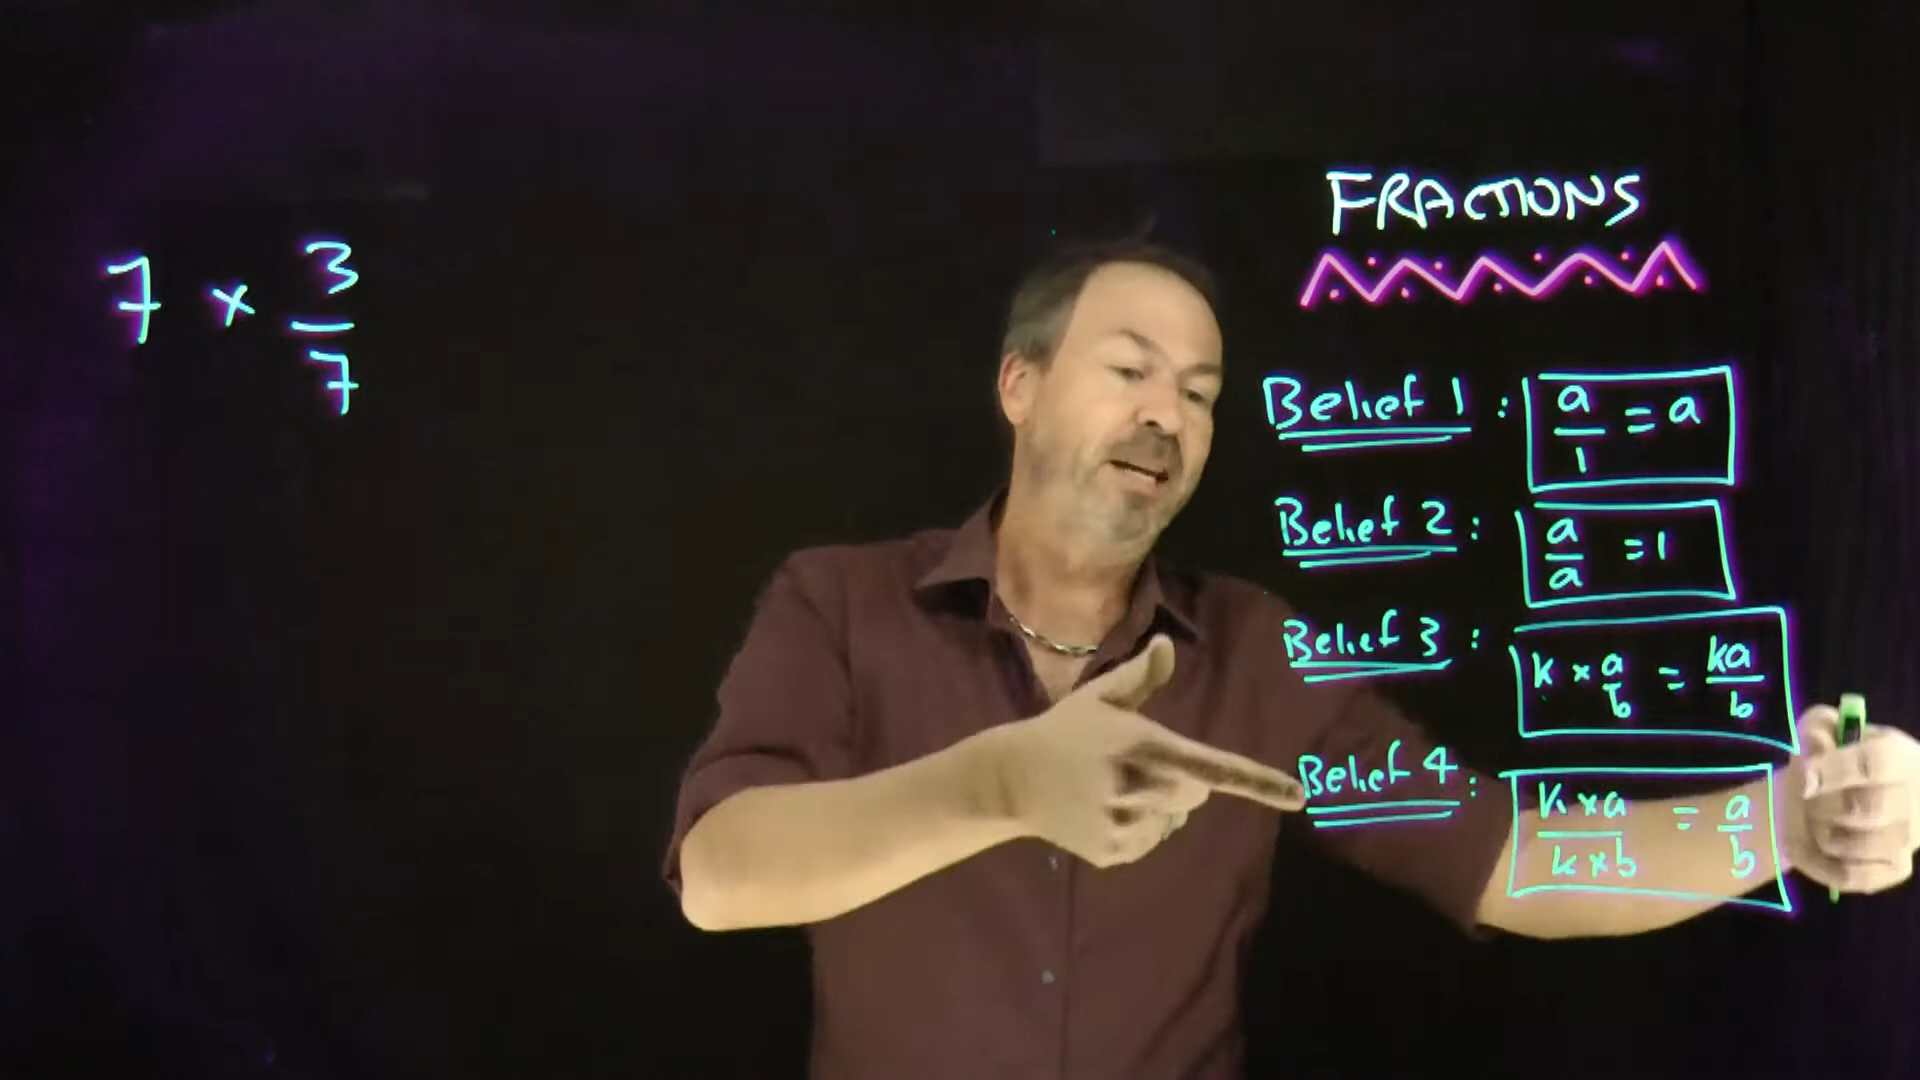 7 × 3/7
FRACTIONS
Belief 1 : a/1 = a
Belief 2 : a/a = 1
Belief 3 : k × a/b = ka/b
Belief 4 : k × a/k × b = a/b